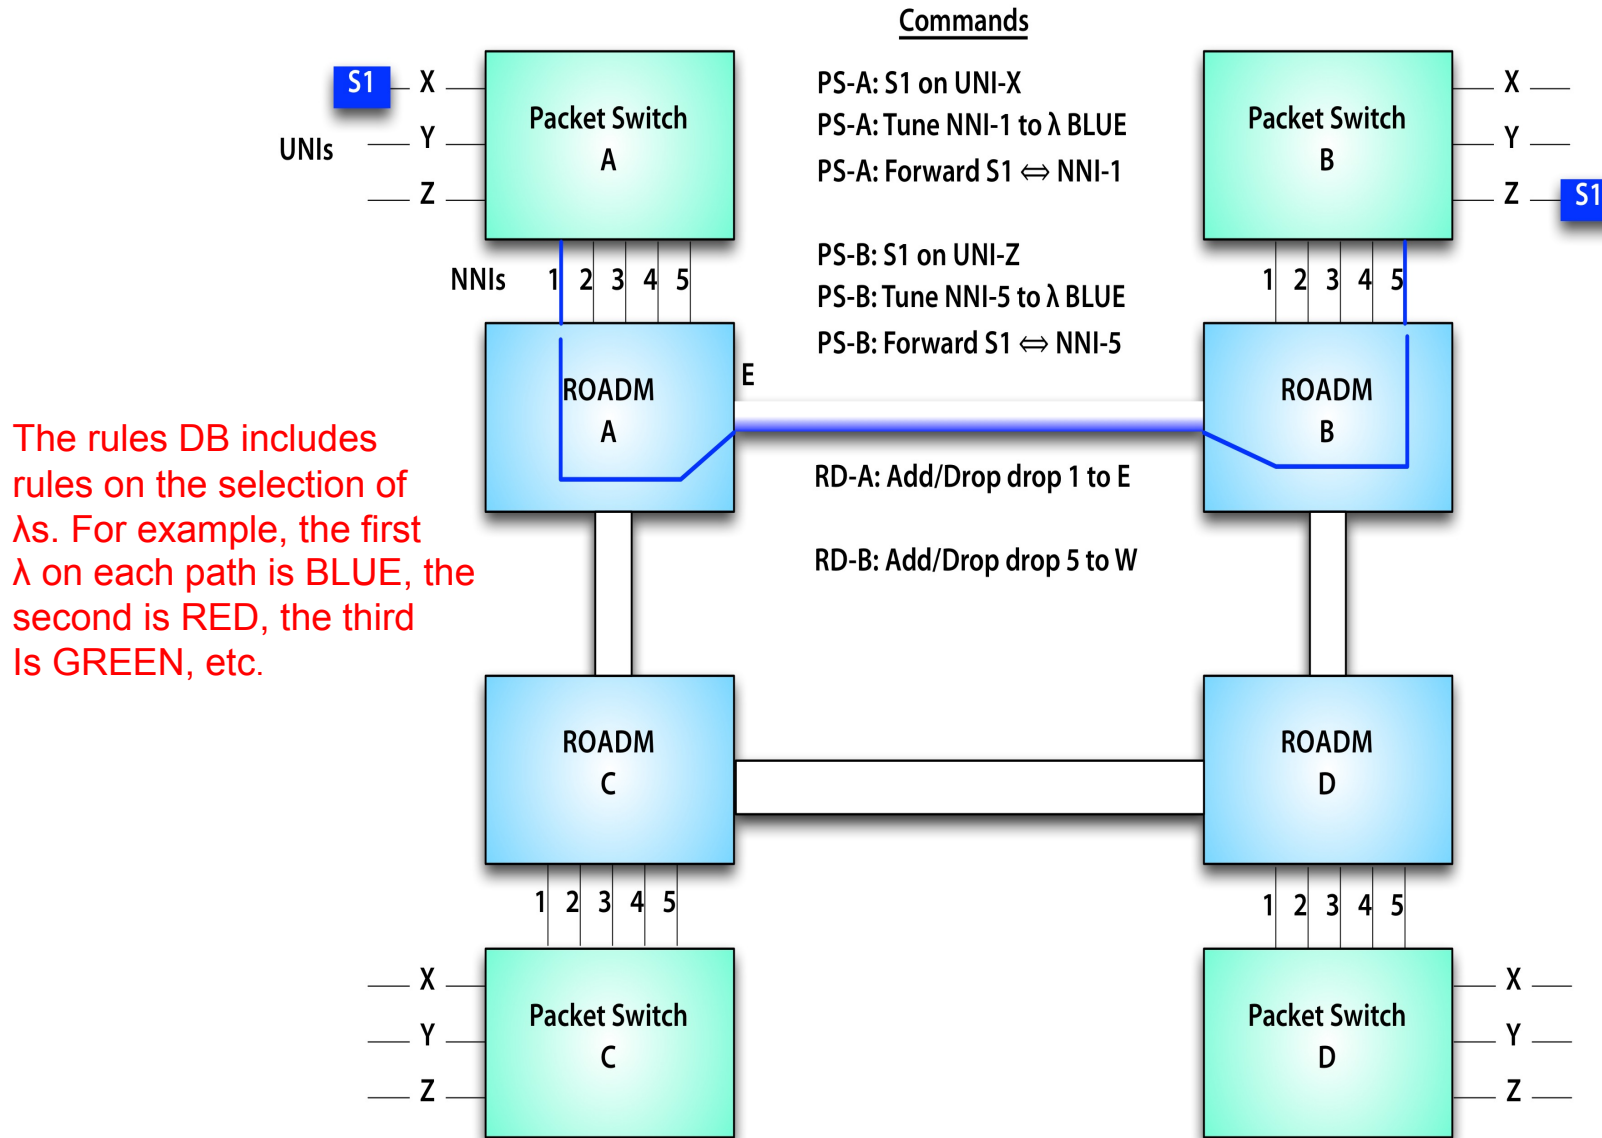 Commands
S1 X
UNIs Y
Z
Packet Switch
A
PS-A: S1 on UNI-X
PS-A: Tune NNI-1 to λ BLUE
PS-A: Forward S1 ⇔ NNI-1
Packet Switch
B
X
Y
Z S1
NNIs 1 2 3 4 5
PS-B: S1 on UNI-Z
PS-B: Tune NNI-5 to λ BLUE
PS-B: Forward S1 ⇔ NNI-5
1 2 3 4 5
ROADM
A
E
ROADM
B
The rules DB includes
rules on the selection of
λs. For example, the first
λ on each path is BLUE, the
second is RED, the third
Is GREEN, etc.
RD-A: Add/Drop drop 1 to E
RD-B: Add/Drop drop 5 to W
ROADM
C
ROADM
D
1 2 3 4 5
1 2 3 4 5
X
Y
Z
Packet Switch
C
Packet Switch
D
X
Y
Z